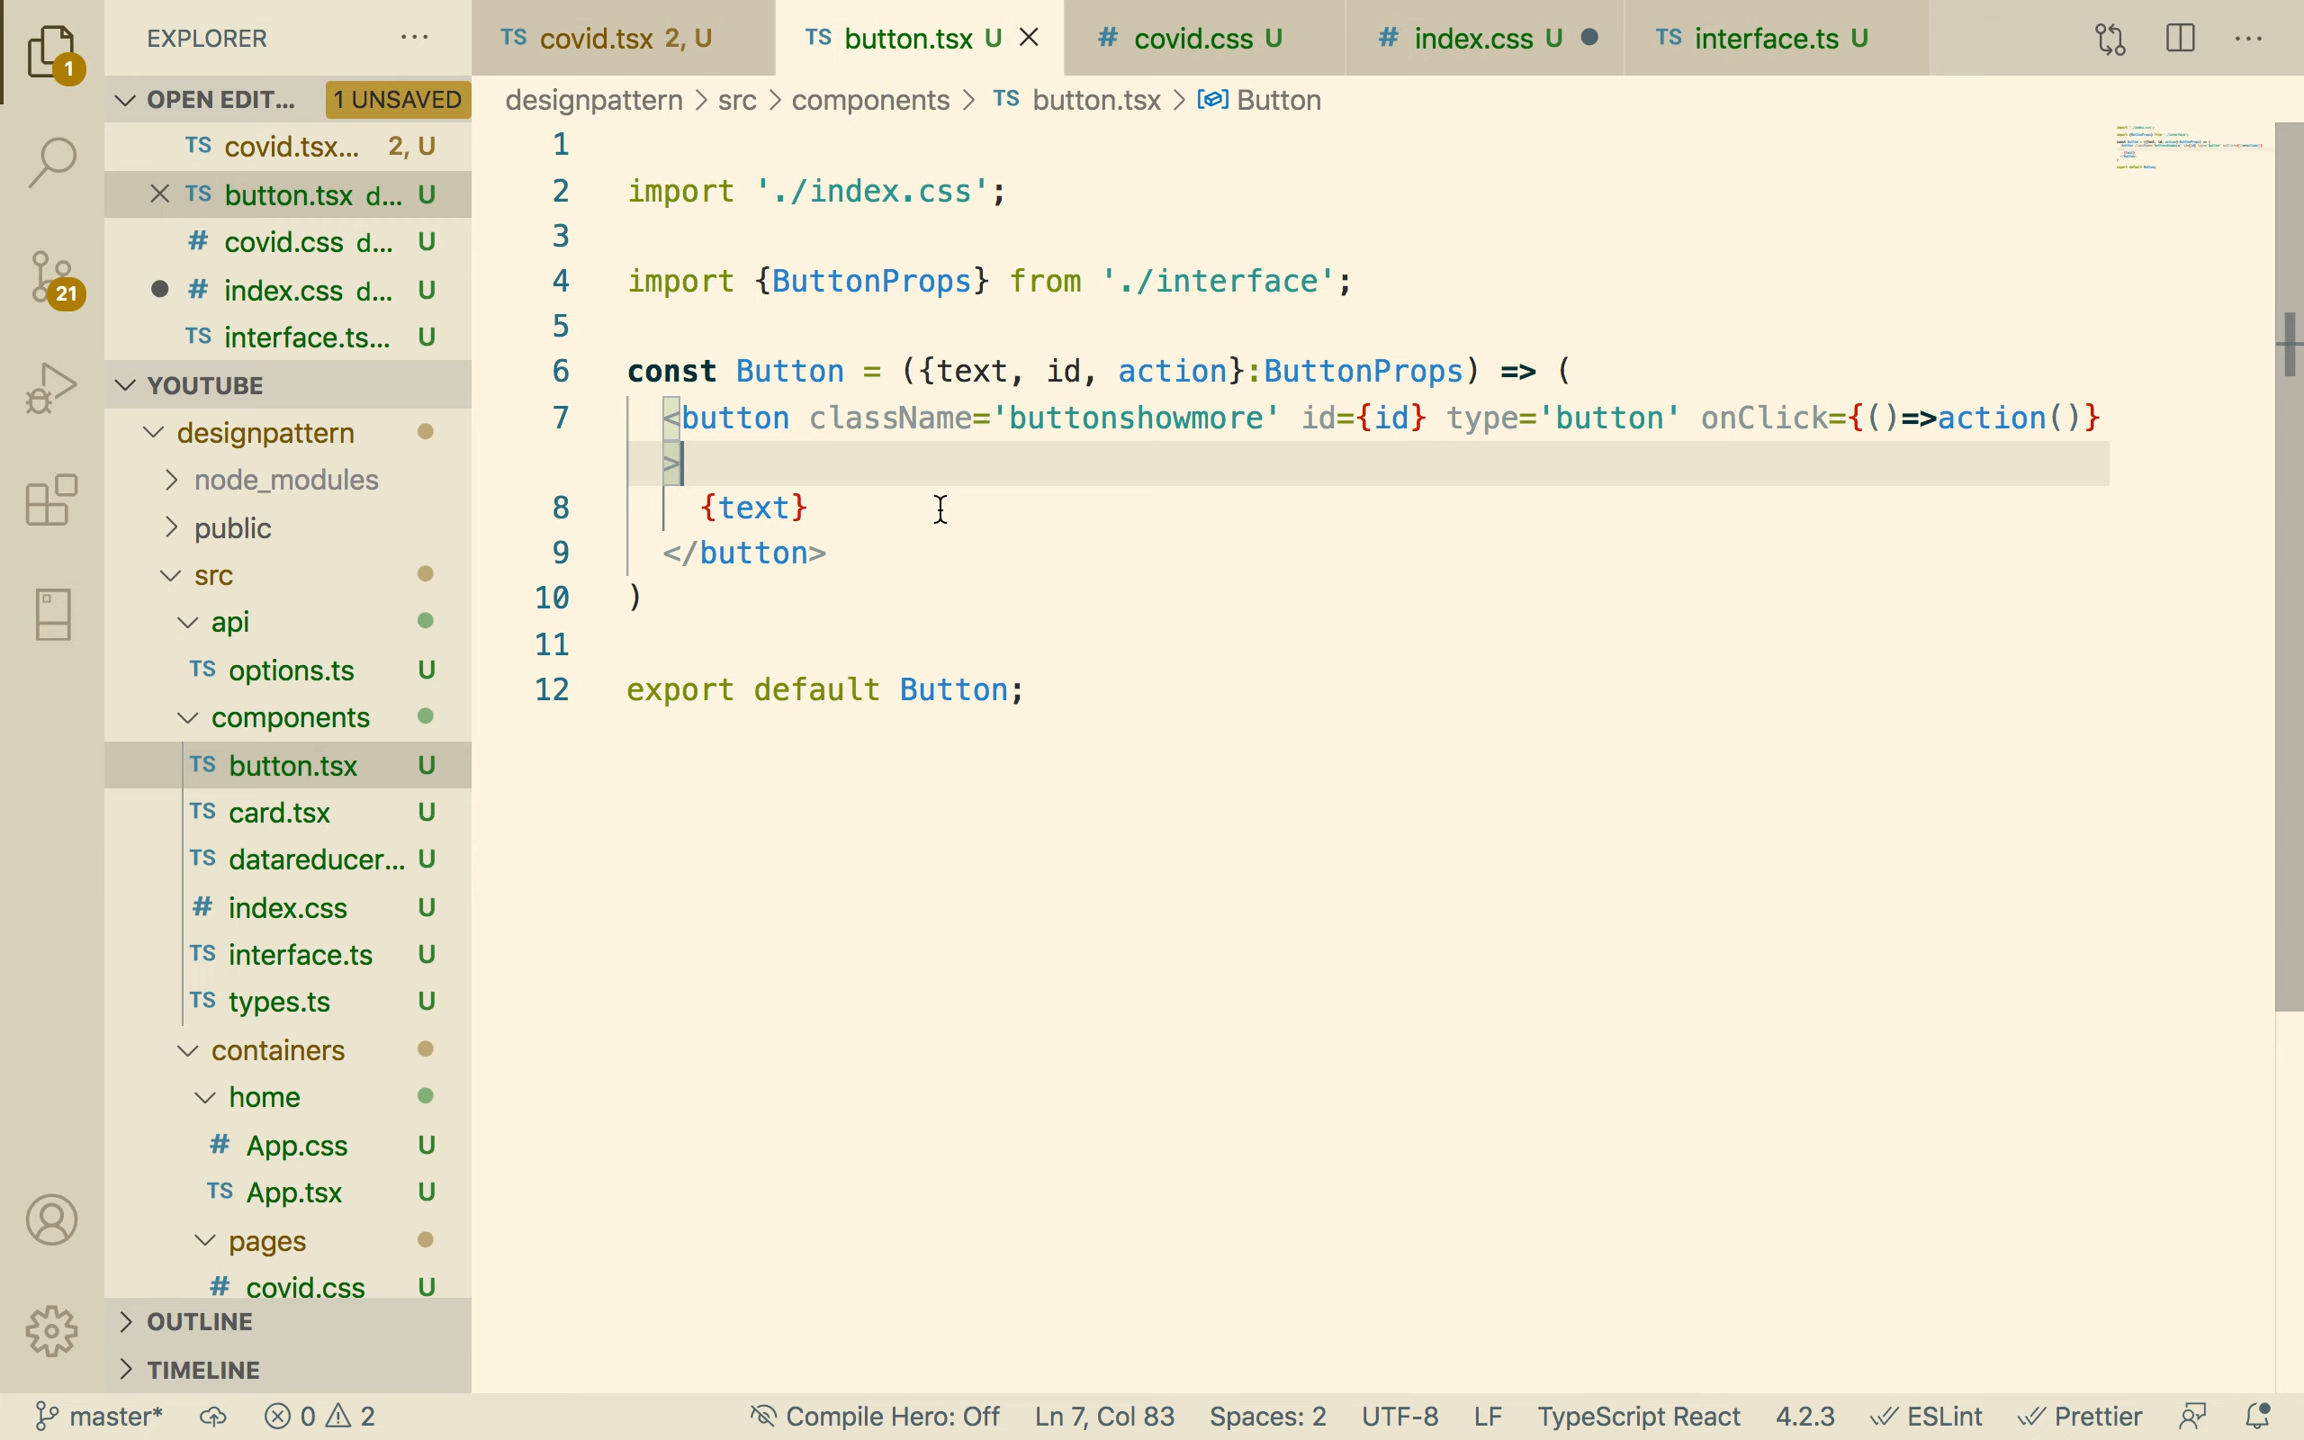 EXPLORER ...
TS covid.tsx 2, U
TS button.tsx U
# covid.css U
# index.css U
TS interface.ts U
1
OPEN EDIT... 1 UNSAVED
TS covid.tsx... 2, U
TS button.tsx d... U
# covid.css d... U
# index.css d... U
TS interface.ts... U
YOUTUBE
designpattern
node_modules
public
src
api
TS options.ts U
components
TS button.tsx U
TS card.tsx U
TS datareducer... U
# index.css U
TS interface.ts U
TS types.ts U
containers
home
# App.css U
TS App.tsx U
pages
# covid.css U
OUTLINE
TIMELINE
21
designpattern > src > components > TS button.tsx > Button
1
2 import './index.css';
3
4 import {ButtonProps} from './interface';
5
6 const Button = ({text, id, action}:ButtonProps) => (
7 <button className='buttonshowmore' id={id} type='button' onClick={()=>action()}
>
8 {text}
9 </button>
10 )
11
12 export default Button;
master* 0 2 Compile Hero: Off Ln 7, Col 83 Spaces: 2 UTF-8 LF TypeScript React 4.2.3 ESLint Prettier